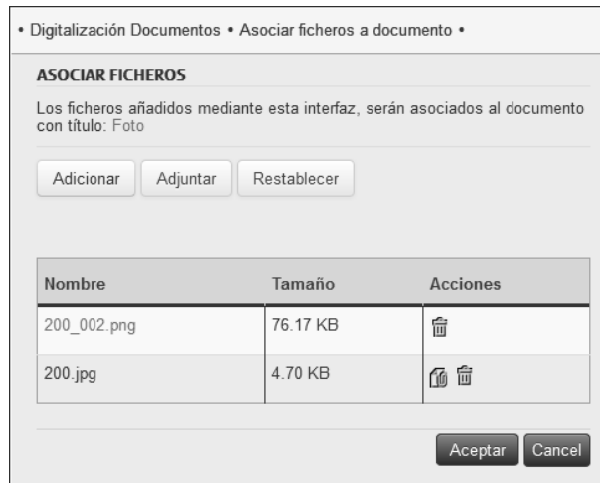 • Digitalización Documentos • Asociar ficheros a documento •
ASOCIAR FICHEROS
Los ficheros añadidos mediante esta interfaz, serán asociados al documento
con título: Foto
Adicionar Adjuntar Restablecer
Nombre Tamaño Acciones
200_002.png 76.17 KB
200.jpg 4.70 KB
Aceptar Cancel